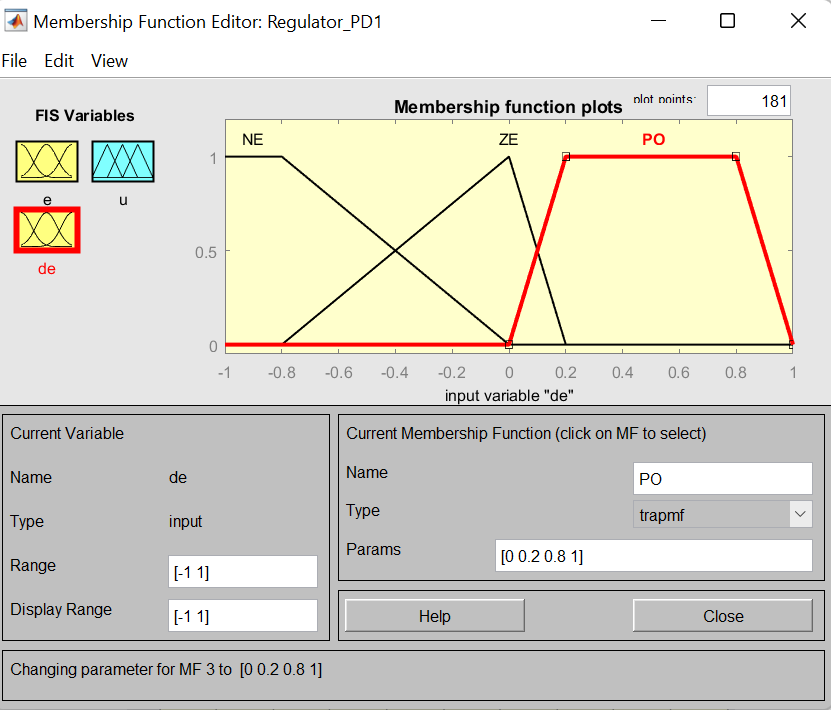 Membership Function Editor: Regulator_PD1
File Edit View
FIS Variables
e
u
de
Membership function plots
plot points:
181
NE
ZE
PO
1
0.5
0
-1 -0.8 -0.6 -0.4 -0.2 0 0.2 0.4 0.6 0.8 1
input variable "de"
Current Variable
Name de
Type input
Range [-1 1]
Display Range [-1 1]
Current Membership Function (click on MF to select)
Name PO
Type trapmf
Params [0 0.2 0.8 1]
Help
Close
Changing parameter for MF 3 to [0 0.2 0.8 1]